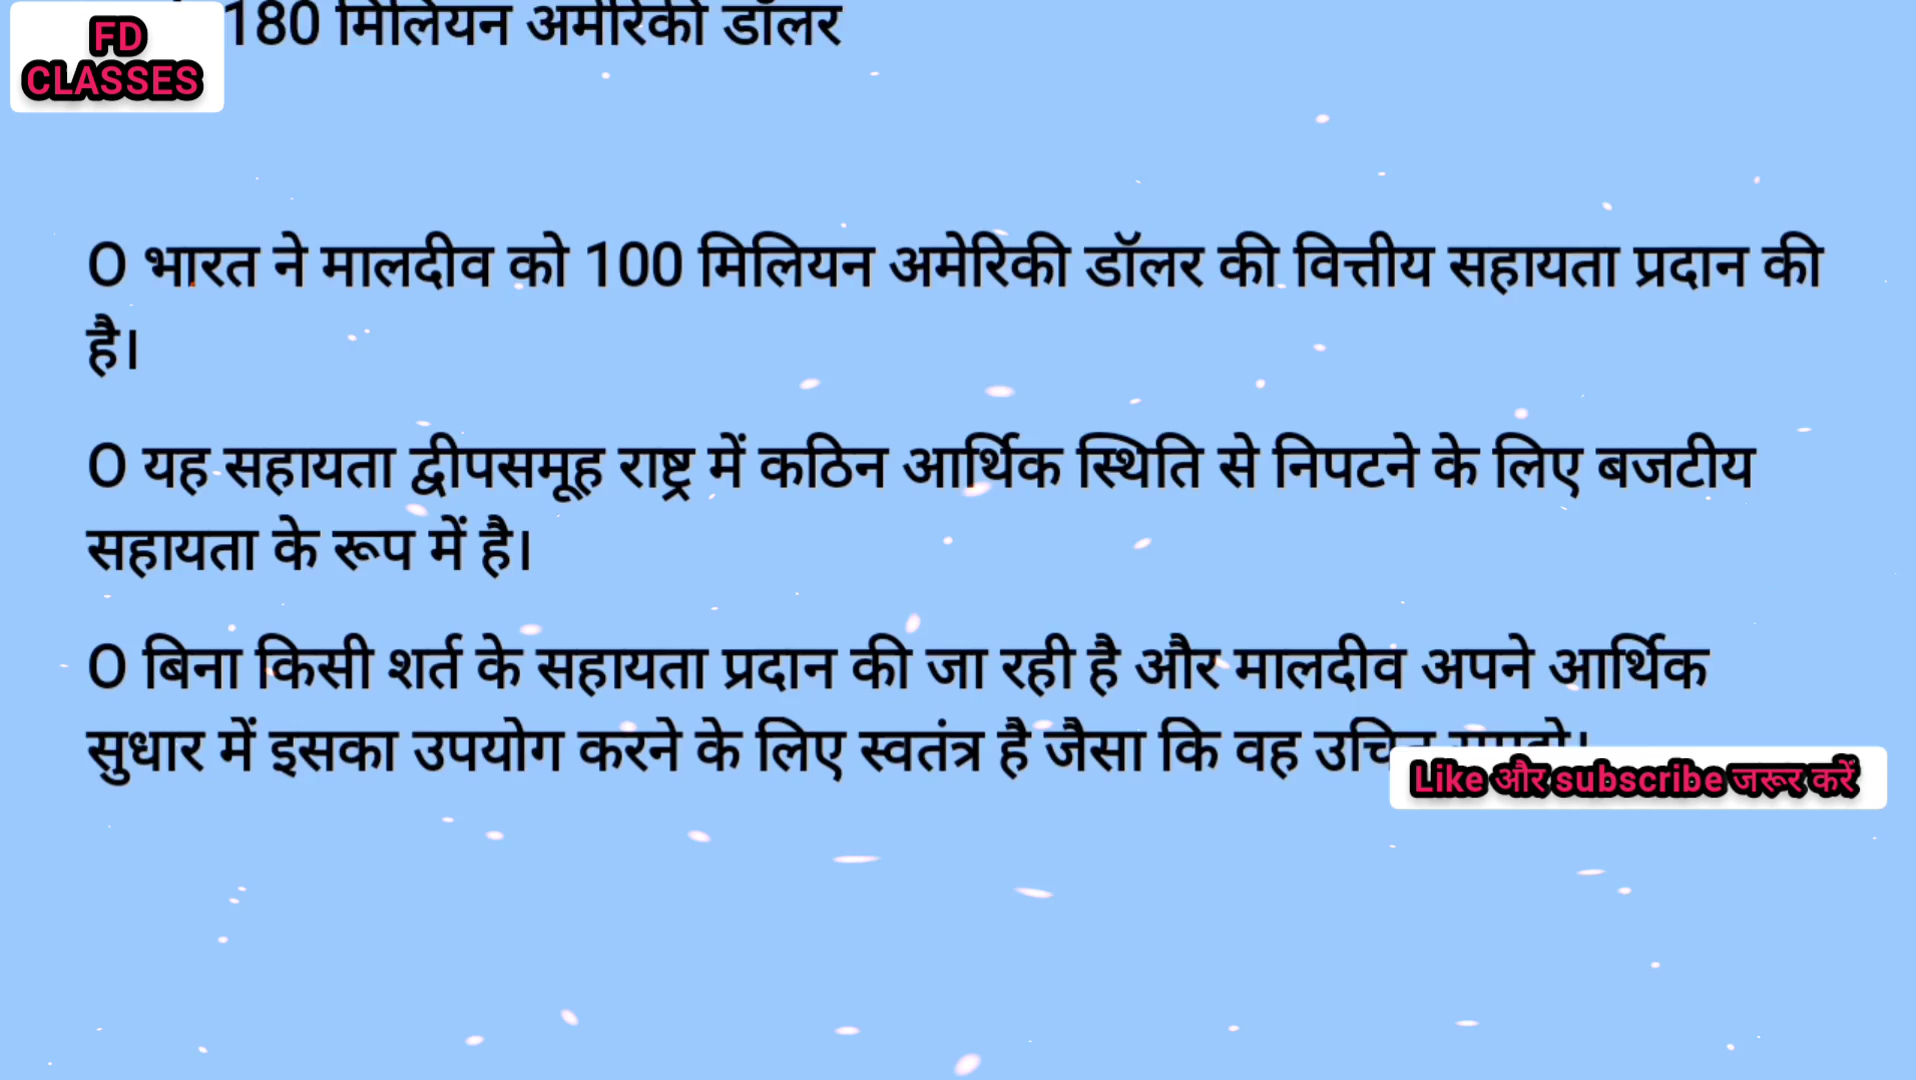 FD
CLASSES
180 मिलियन अमेरिकी डॉलर
O भारत ने मालदीव को 100 मिलियन अमेरिकी डॉलर की वित्तीय सहायता प्रदान की
है।
O यह सहायता द्वीपसमूह राष्ट्र में कठिन आर्थिक स्थिति से निपटने के लिए बजटीय
सहायता के रूप में है।
O बिना किसी शर्त के सहायता प्रदान की जा रही है और मालदीव अपने आर्थिक
सुधार में इसका उपयोग करने के लिए स्वतंत्र है जैसा कि वह
Like और subscribe जरूर करें